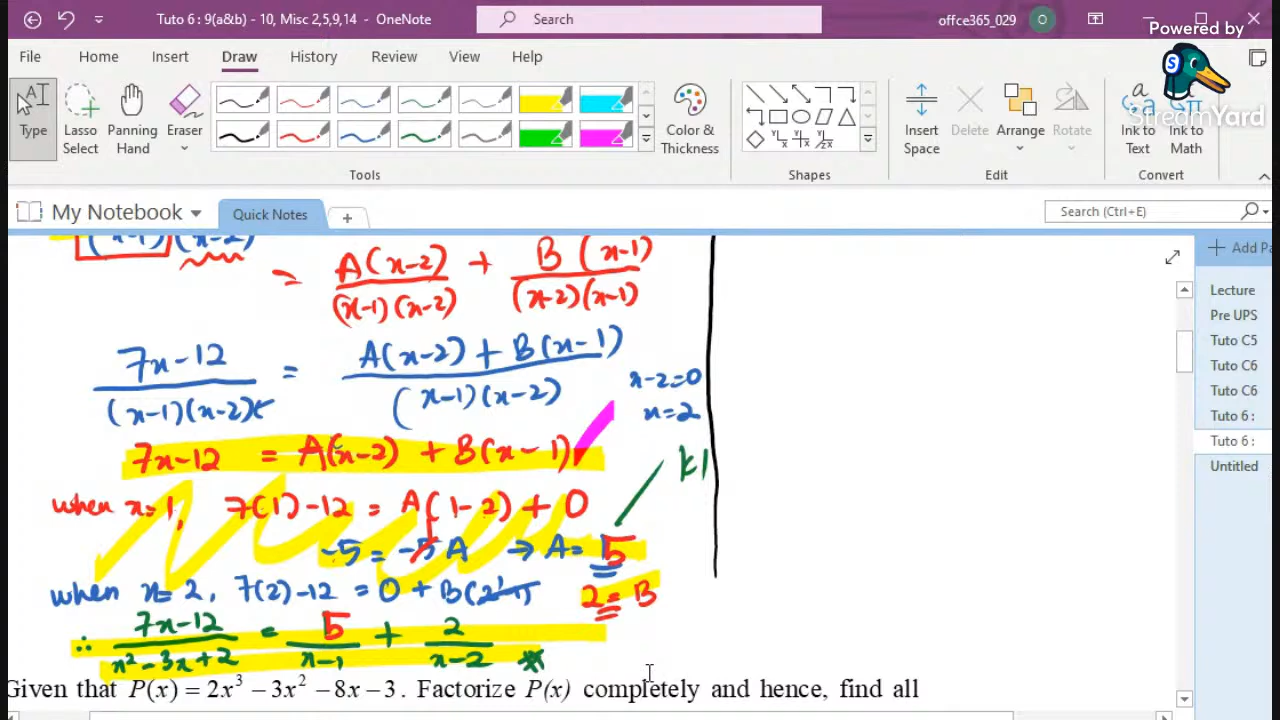 Tuto 6 : 9(a&b) - 10, Misc 2,5,9,14 - OneNote
Search
offce365_029
Powered by
StreamYard
File Home Insert Draw History Review View Help
Type
Lasso Select
Panning Hand
Eraser
Color & Thickness
Insert Space
Delete
Arrange
Rotate
Ink to Text
Ink to Math
Tools
Shapes
Edit
Convert
My Notebook
Quick Notes
Search (Ctrl+E)
Add Pa
Lecture
Pre UPS
Tuto C5
Tuto C6
Tuto C6
Tuto 6 :
Tuto 6 :
Untitled
(x-1)(x-2)
= A(x-2)/(x-1)(x-2) + B(x-1)/(x-2)(x-1)
7x-12/(x-1)(x-2) = A(x-2) + B(x-1)/(x-1)(x-2)
x-2=0
x=2
7x-12 = A(x-2) + B(x-1)
k1
when x=1, 7(1)-12 = A(1-2) + 0
-5 = -5A ⇒ A = 5
when x=2, 7(2)-12 = 0 + B(2-1)
2 = B
∴ 7x-12/x²-3x+2 = 5/x-1 + 2/x-2
Given that P(x) = 2x³ − 3x² − 8x − 3. Factorize P(x) completely and hence, find all